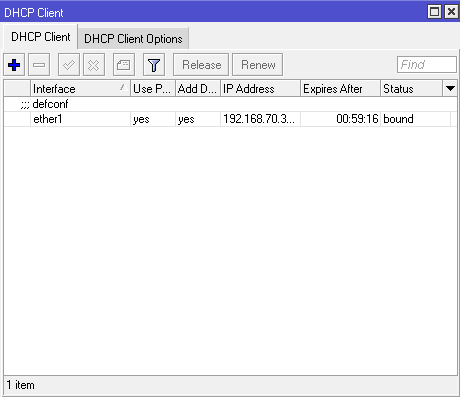 DHCP Client
DHCP Client DHCP Client Options
Release Renew Find
Interface Use P... Add D... IP Address Expires After Status
;;; defconf
ether1 yes yes 192.168.70.3... 00:59:16 bound
1 item